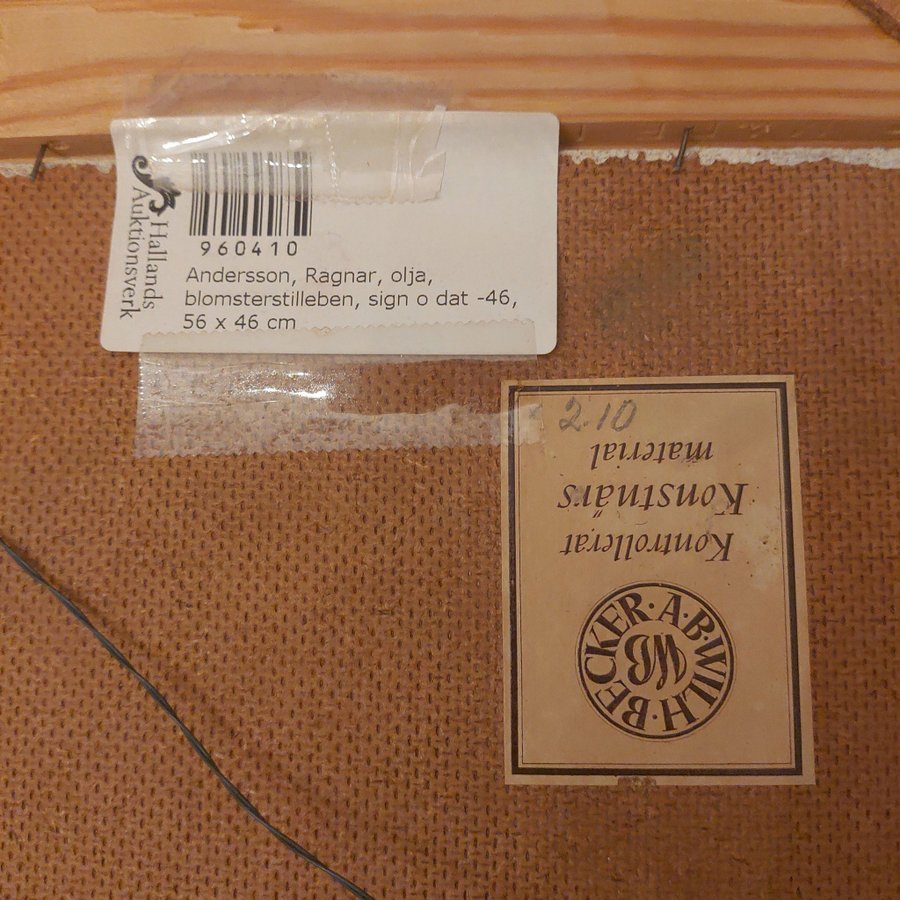 Hallands
Auktionsverk
960410
Andersson, Ragnar, olja,
blomsterstilleben, sign o dat -46,
56 x 46 cm
2.10
A.B. WILH. BECKER.
WB
Kontrollerat
Konstnärs
material